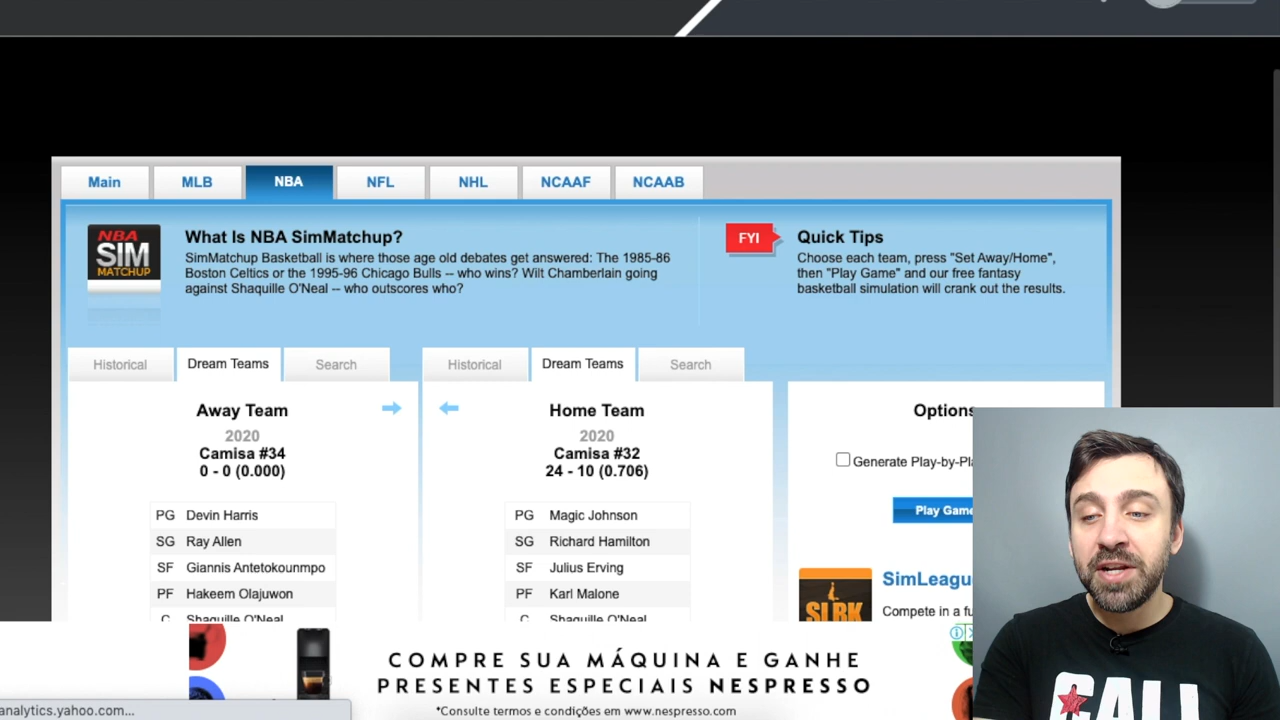 Main
MLB
NBA
NFL
NHL
NCAAF
NCAAB
NBA
SIM
MATCHUP
What Is NBA SimMatchup?
SimMatchup Basketball is where those age old debates get answered: The 1985-86
Boston Celtics or the 1995-96 Chicago Bulls -- who wins? Wilt Chamberlain going
against Shaquille O'Neal -- who outscores who?
FYI
Quick Tips
Choose each team, press "Set Away/Home",
then "Play Game" and our free fantasy
basketball simulation will crank out the results.
Historical
Dream Teams
Search
Away Team
2020
Camisa #34
0 - 0 (0.000)
PG Devin Harris
SG Ray Allen
SF Giannis Antetokounmpo
PF Hakeem Olajuwon
C Shaquille O'Neal
Historical
Dream Teams
Search
Home Team
2020
Camisa #32
24 - 10 (0.706)
PG Magic Johnson
SG Richard Hamilton
SF Julius Erving
PF Karl Malone
C Shaquille O'Neal
Options
Generate Play-by-Pla
Play Game
SLBK
SimLeagu
Compete in a fu
CALL
COMPRE SUA MÁQUINA E GANHE
PRESENTES ESPECIAIS NESPRESSO
*Consulte termos e condições em www.nespresso.com
analytics.yahoo.com...